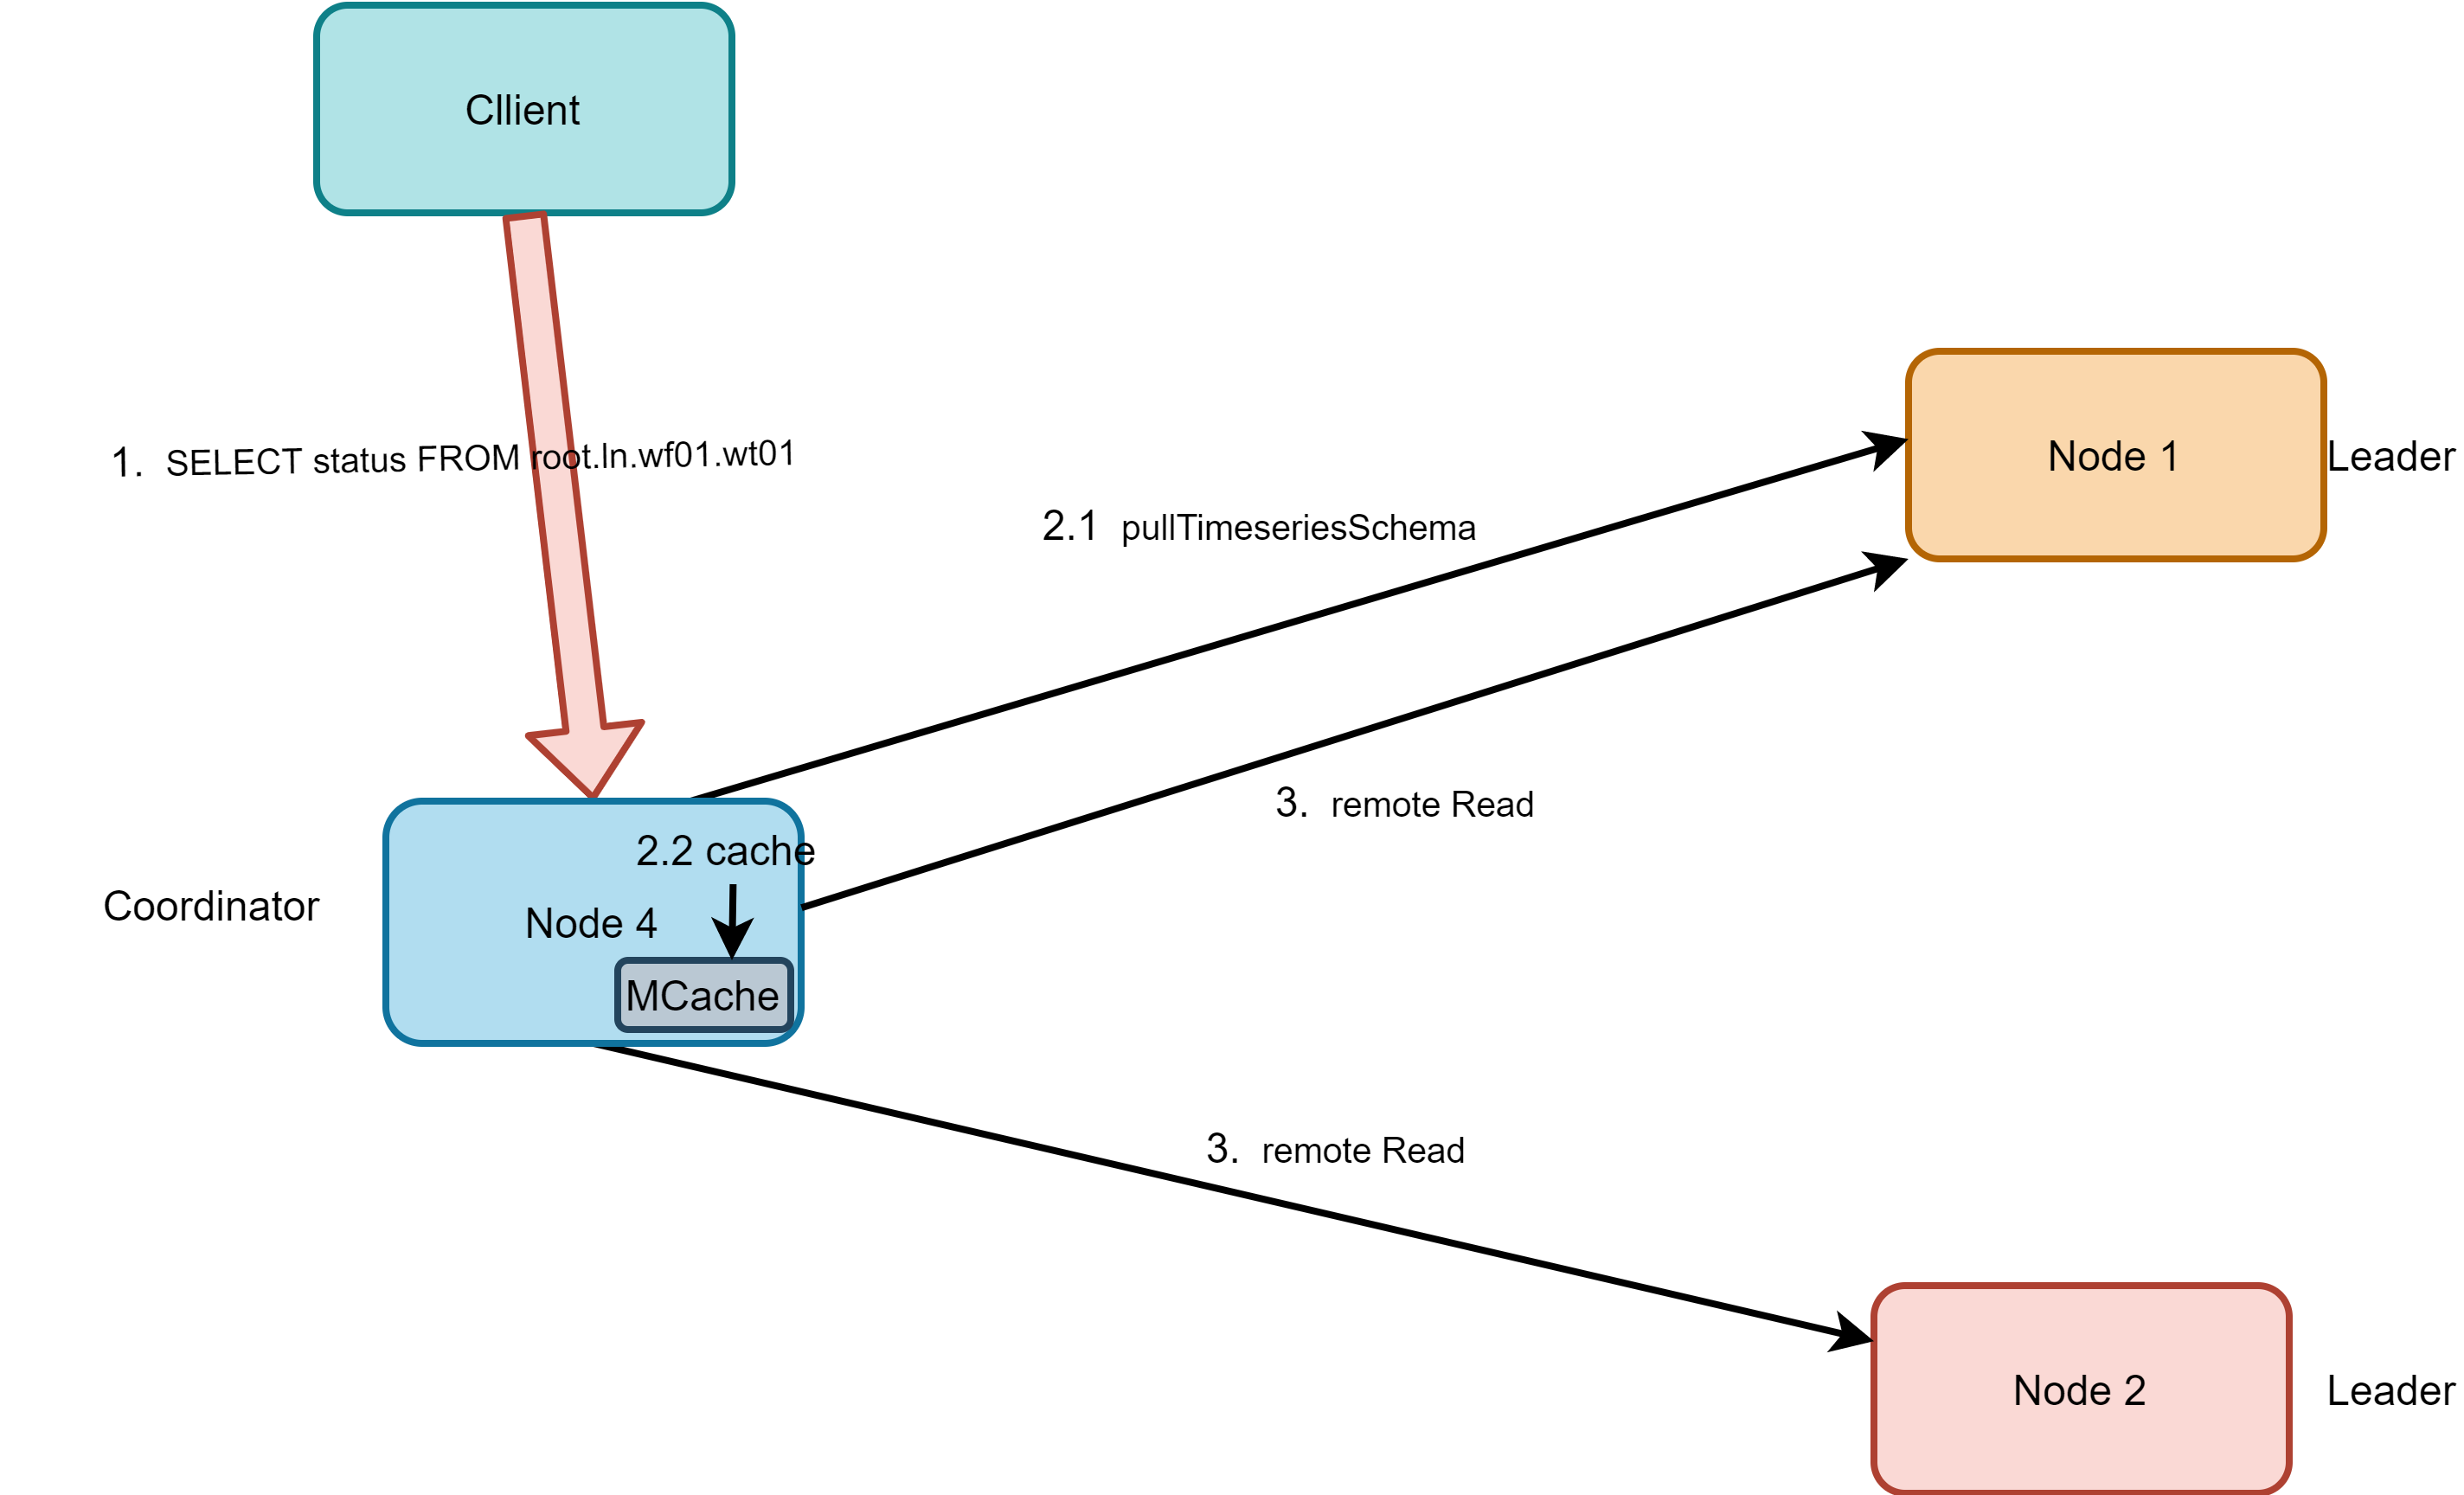 Cllient
1. SELECT status FROM root.ln.wf01.wt01
Node 1
Leader
2.1 pullTimeseriesSchema
3. remote Read
2.2 cache
Coordinator
Node 4
MCache
3. remote Read
Node 2
Leader